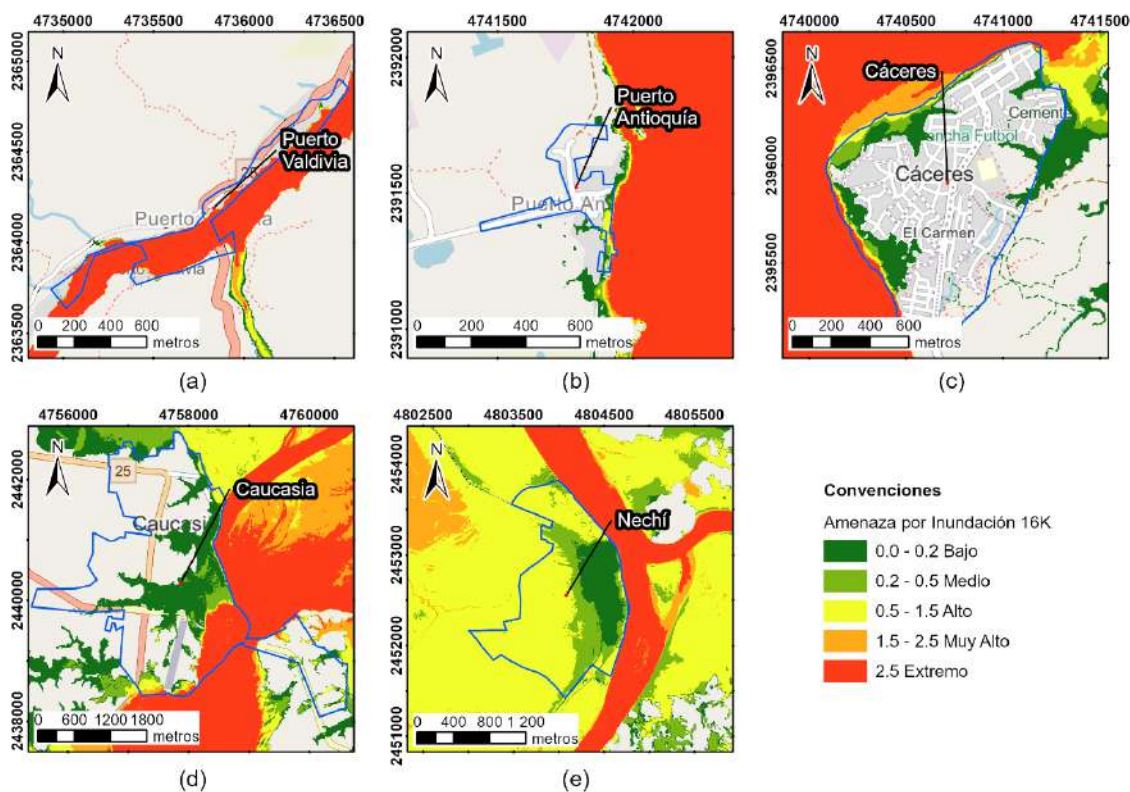 4735000 4735500 4736000 4736500
2365000
2364500
2364000
2363500
N
Puerto
Valdivia
Puerto
0 200 400 600
metros
(a)
4741500 4742000
2392000
2391500
2391000
N
Puerto
Antioquía
Puerto An
0 200 400 600
metros
(b)
4740000 4740500 4741000 4741500
2396500
2396000
2395500
N
Cáceres
Cement
ncha Futbol
Cáceres
El Carmen
0 200 400 600
metros
(c)
4756000 4758000 4760000
2442000
2440000
2438000
N
25
Caucasia
Caucasi
0 600 1200 1800
metros
(d)
4802500 4803500 4804500 4805500
2454000
2453000
2452000
2451000
N
Nechí
0 400 800 1 200
metros
(e)
Convenciones
Amenaza por Inundación 16K
0.0 - 0.2 Bajo
0.2 - 0.5 Medio
0.5 - 1.5 Alto
1.5 - 2.5 Muy Alto
2.5 Extremo